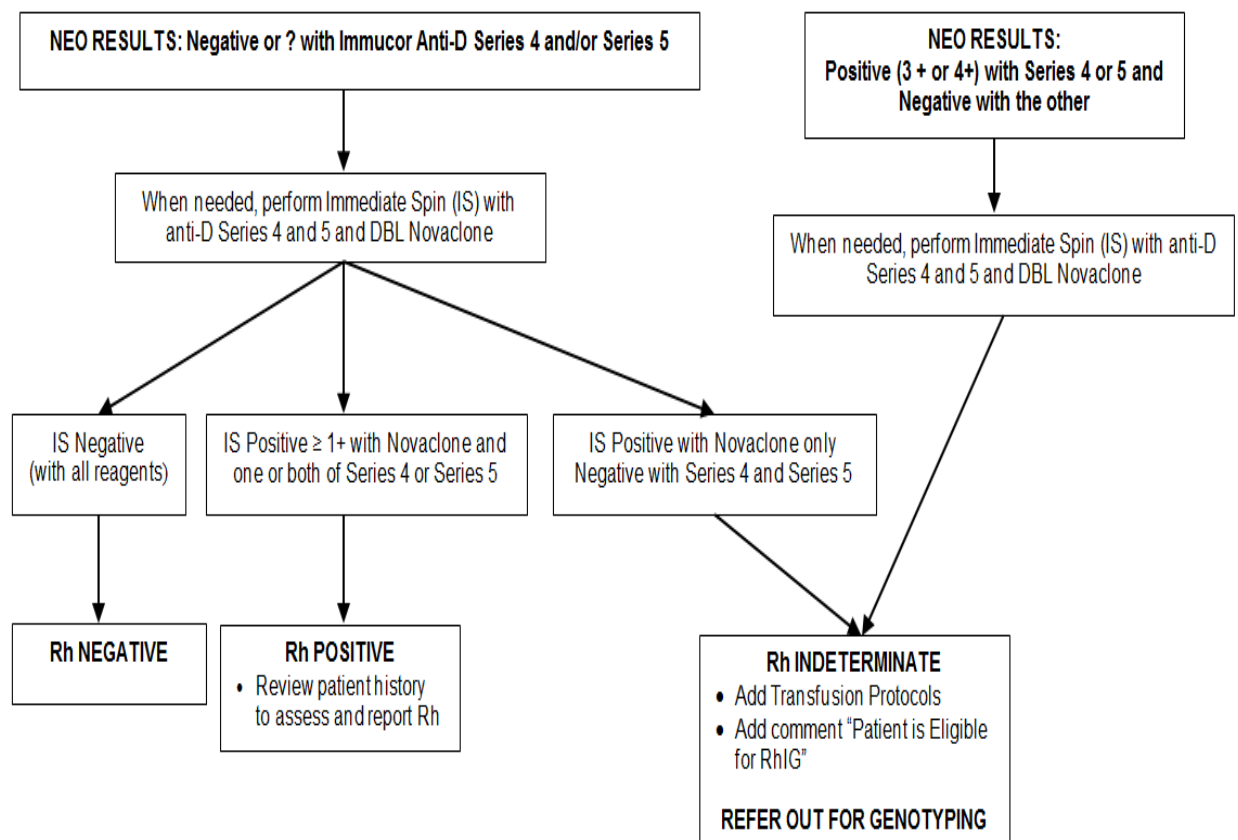 NEO RESULTS: Negative or ? with Immucor Anti-D Series 4 and/or Series 5
NEO RESULTS:
Positive (3 + or 4+) with Series 4 or 5 and
Negative with the other
When needed, perform Immediate Spin (IS) with
anti-D Series 4 and 5 and DBL Novaclone
When needed, perform Immediate Spin (IS) with anti-D
Series 4 and 5 and DBL Novaclone
IS Negative
(with all reagents)
IS Positive ≥ 1+ with Novaclone and
one or both of Series 4 or Series 5
IS Positive with Novaclone only
Negative with Series 4 and Series 5
Rh NEGATIVE
Rh POSITIVE
• Review patient history
to assess and report Rh
Rh INDETERMINATE
• Add Transfusion Protocols
• Add comment “Patient is Eligible
for RhIG”
REFER OUT FOR GENOTYPING